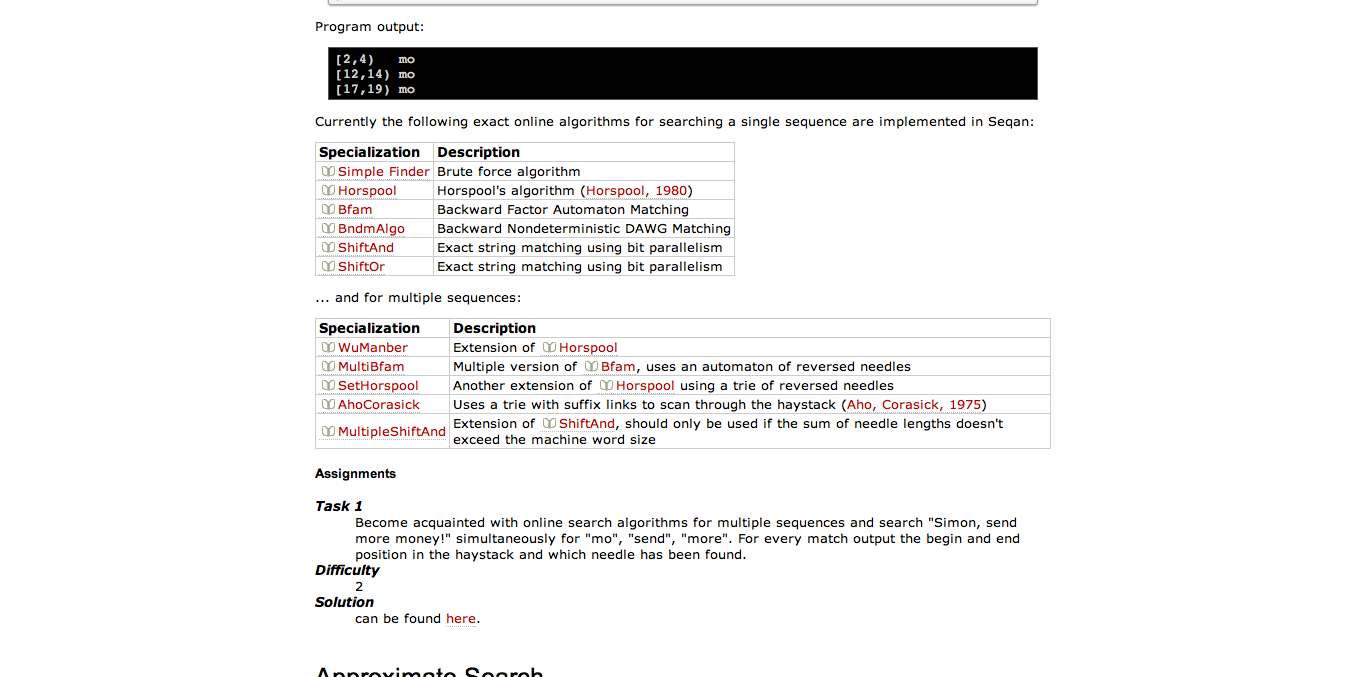 Program output:
[2,4) mo
[12,14) mo
[17,19) mo
Currently the following exact online algorithms for searching a single sequence are implemented in Seqan:
Specialization Description
Simple Finder Brute force algorithm
Horspool Horspool's algorithm (Horspool, 1980)
Bfam Backward Factor Automaton Matching
BndmAlgo Backward Nondeterministic DAWG Matching
ShiftAnd Exact string matching using bit parallelism
ShiftOr Exact string matching using bit parallelism
... and for multiple sequences:
Specialization Description
WuManber Extension of Horspool
MultiBfam Multiple version of Bfam, uses an automaton of reversed needles
SetHorspool Another extension of Horspool using a trie of reversed needles
AhoCorasick Uses a trie with suffix links to scan through the haystack (Aho, Corasick, 1975)
MultipleShiftAnd Extension of ShiftAnd, should only be used if the sum of needle lengths doesn't
exceed the machine word size
Assignments
Task 1
Become acquainted with online search algorithms for multiple sequences and search "Simon, send
more money!" simultaneously for "mo", "send", "more". For every match output the begin and end
position in the haystack and which needle has been found.
Difficulty
2
Solution
can be found here.
Approximate Search